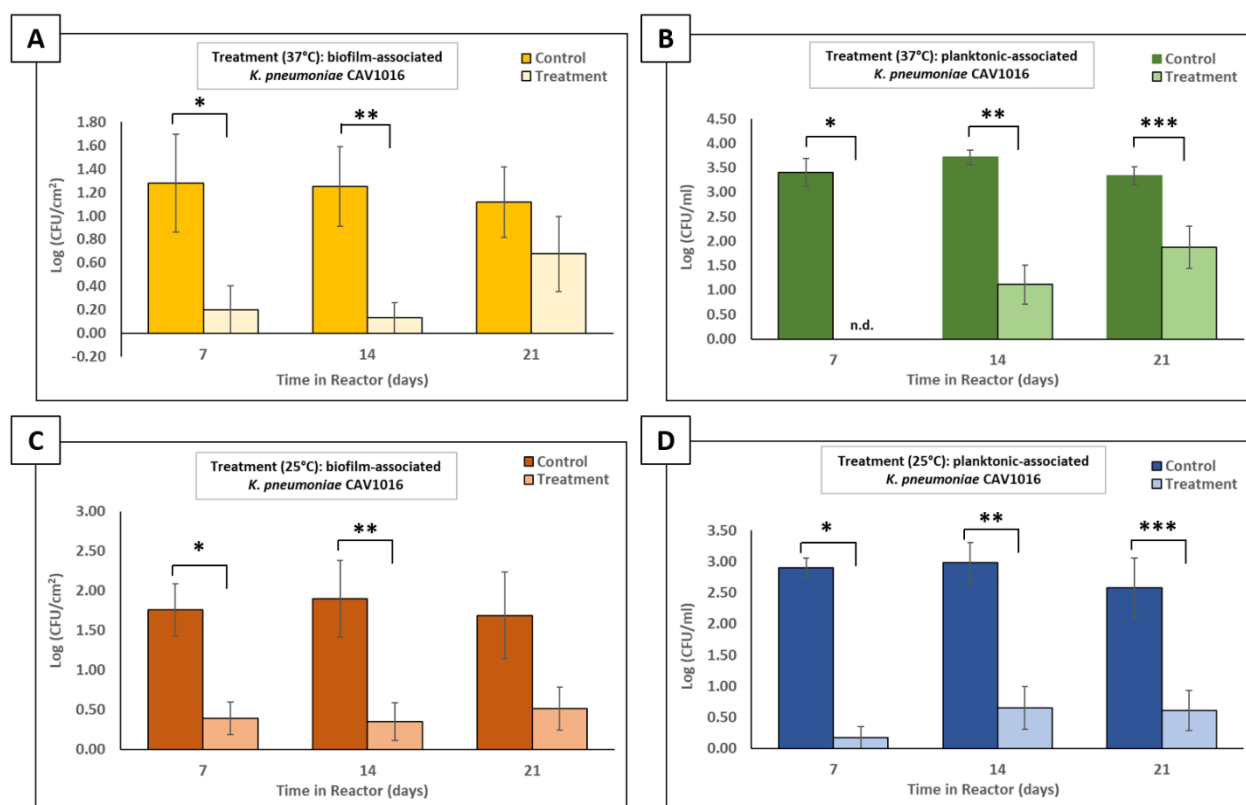 A
Treatment (37°C): biofilm-associated
K. pneumoniae CAV1016
Control
Treatment
*
**
Log (CFU/cm²)
1.80
1.60
1.40
1.20
1.00
0.80
0.60
0.40
0.20
0.00
-0.20
7
14
21
Time in Reactor (days)
B
Treatment (37°C): planktonic-associated
K. pneumoniae CAV1016
Control
Treatment
*
**
***
Log (CFU/ml)
4.50
4.00
3.50
3.00
2.50
2.00
1.50
1.00
0.50
0.00
n.d.
7
14
21
Time in Reactor (days)
C
Treatment (25°C): biofilm-associated
K. pneumoniae CAV1016
Control
Treatment
*
**
Log (CFU/cm²)
3.00
2.50
2.00
1.50
1.00
0.50
0.00
7
14
21
Time in Reactor (days)
D
Treatment (25°C): planktonic-associated
K. pneumoniae CAV1016
Control
Treatment
*
**
***
Log (CFU/ml)
3.50
3.00
2.50
2.00
1.50
1.00
0.50
0.00
7
14
21
Time in Reactor (days)